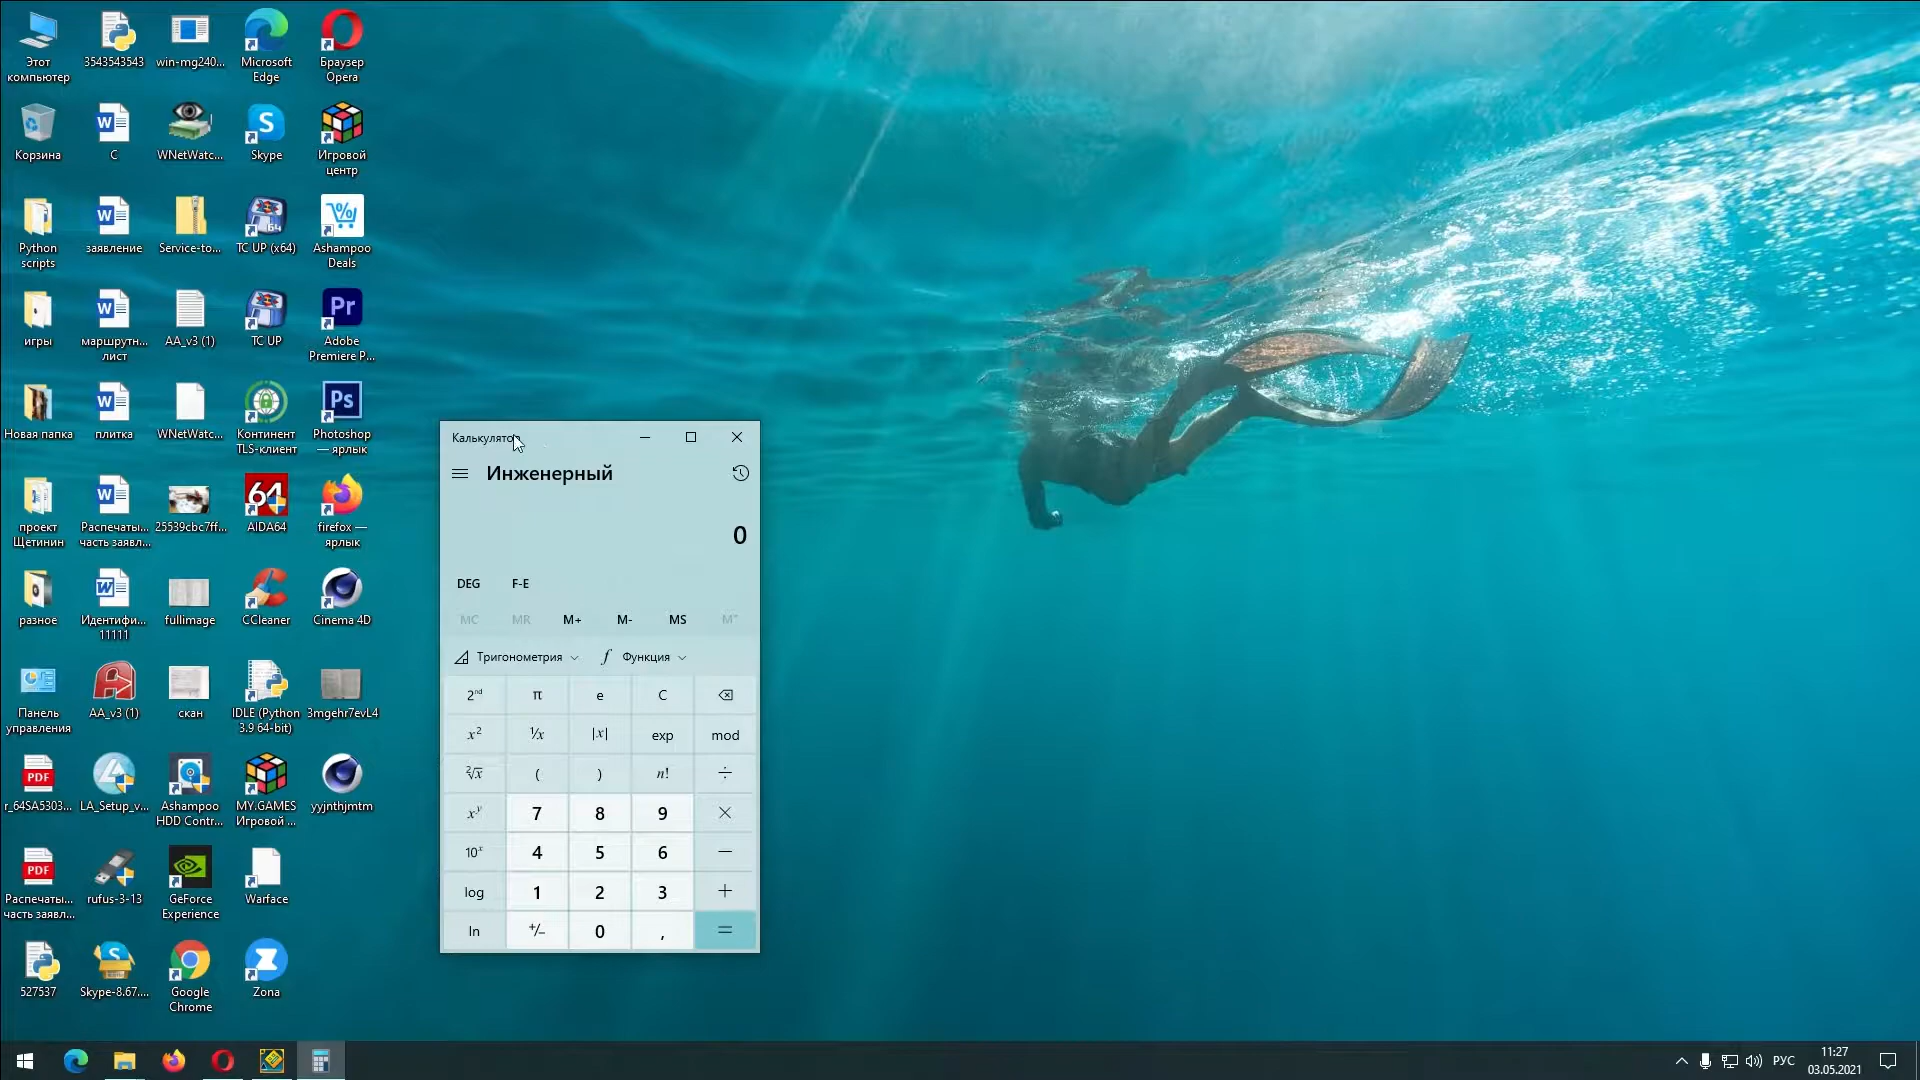 Этот
компьютер
3543543543
win-mg240...
Microsoft
Edge
Браузер
Opera
Корзина
С
WNetWatc...
Skype
Игровой
центр
Python
scripts
заявление
Service-to...
TC UP (x64)
Ashampoo
Deals
игры
маршрутн...
лист
AA_v3 (1)
TC UP
Adobe
Premiere P...
Новая папка
плитка
WNetWatc...
Континент
TLS-клиент
Photoshop
— ярлык
проект
Щетинин
Распечаты...
часть заявл...
25539cbc7ff...
AIDA64
firefox —
ярлык
разное
Идентифи...
11111
fullimage
CCleaner
Cinema 4D
Панель
управления
AA_v3 (1)
скан
IDLE (Python
3.9 64-bit)
3mgehr7evL4
r_64SA5303...
LA_Setup_v...
Ashampoo
HDD Contr...
MY.GAMES
Игровой ...
yyjnthjmtm
Распечаты...
часть заявл...
rufus-3-13
GeForce
Experience
Warface
527537
Skype-8.67....
Google
Chrome
Zona
Калькулятор
Инженерный
0
DEG F-E
MC MR M+ M- MS M˅
Тригонометрия Функция
2ⁿᵈ π e C
x² ¹/x |x| exp mod
²√x ( ) n! ÷
xʸ 7 8 9 ×
10ˣ 4 5 6 −
log 1 2 3 +
ln +/− 0 , =
РУС
11:27
03.05.2021